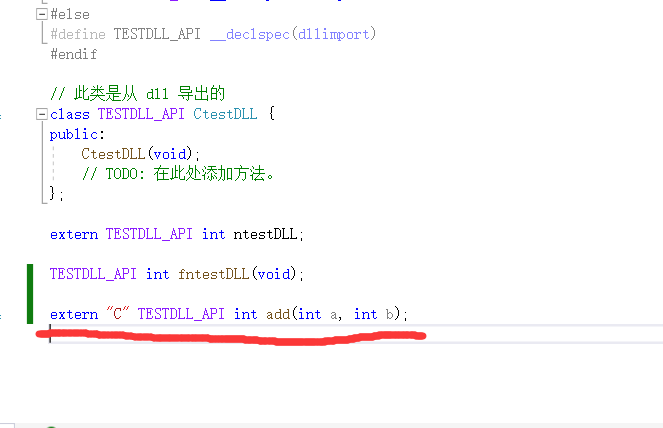 #else
#define TESTDLL_API __declspec(dllimport)
#endif
// 此类是从 dll 导出的
class TESTDLL_API CtestDLL {
public:
CtestDLL(void);
// TODO: 在此处添加方法。
};
extern TESTDLL_API int ntestDLL;
TESTDLL_API int fntestDLL(void);
extern "C" TESTDLL_API int add(int a, int b);